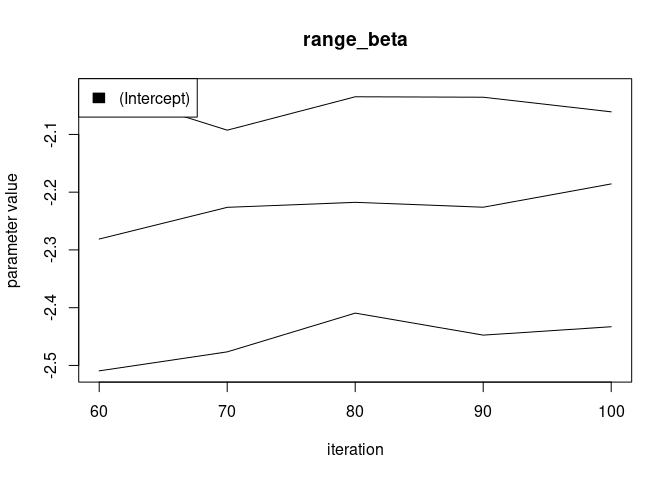 range_beta
(Intercept)
parameter value
-2.1
-2.2
-2.3
-2.4
-2.5
60 70 80 90 100
iteration